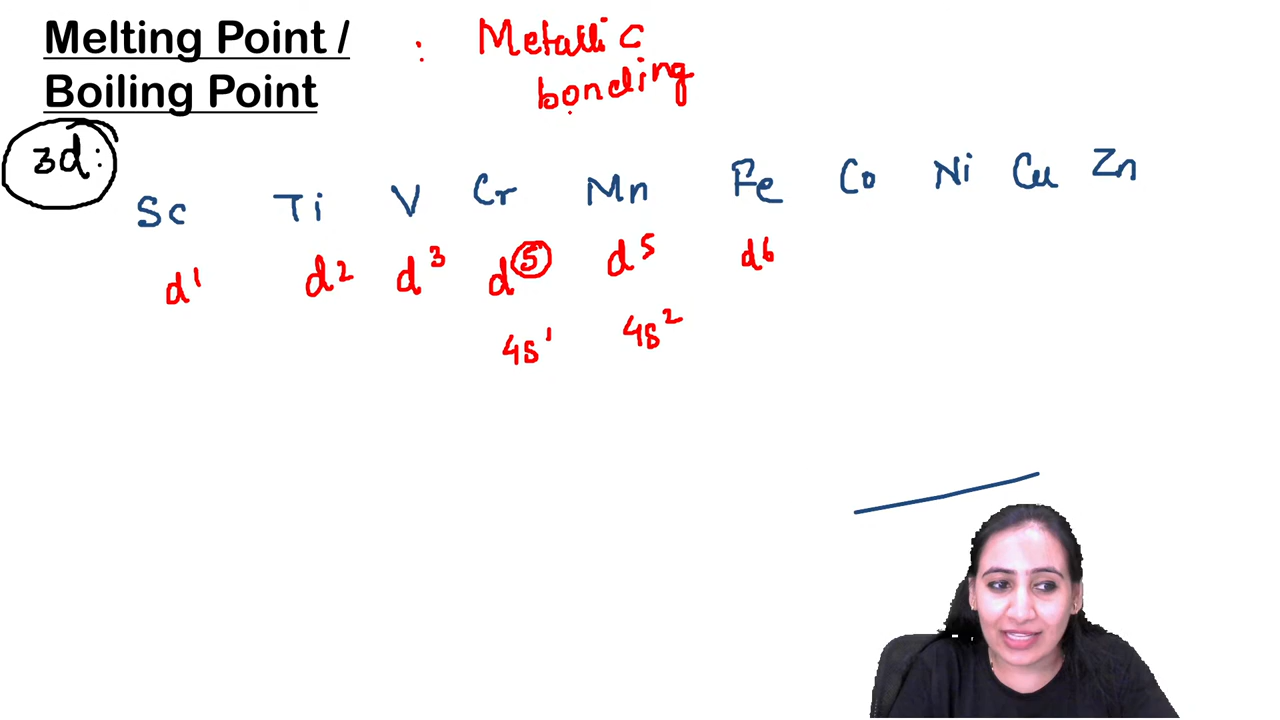 Melting Point / : Metallic
Boiling Point bonding
3d:
Sc Ti V Cr Mn Fe Co Ni Cu Zn
d¹ d² d³ d⁵ d⁵ d⁶
4s¹ 4s²